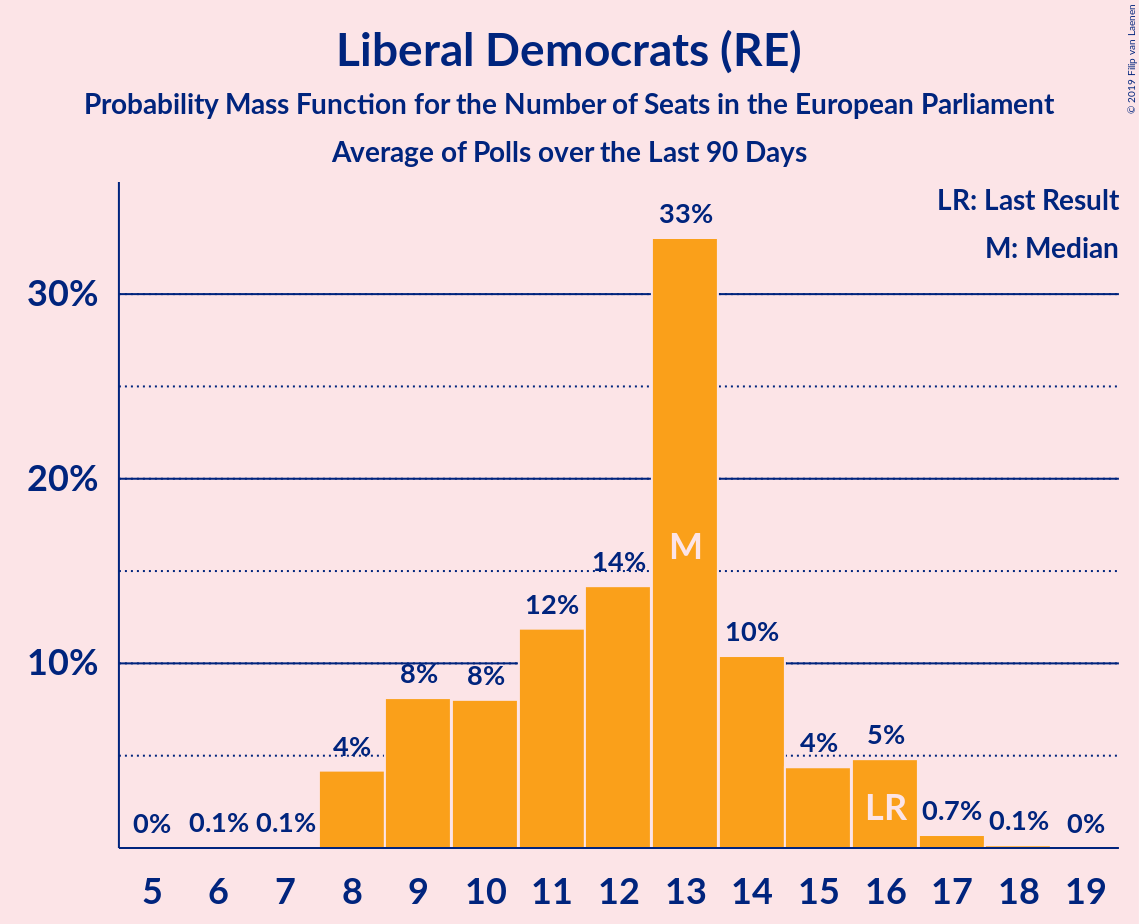 Liberal Democrats (RE)
Probability Mass Function for the Number of Seats in the European Parliament
Average of Polls over the Last 90 Days
© 2019 Filip van Laenen
LR: Last Result
M: Median
30%
20%
10%
0%
0.1%
0.1%
4%
8%
8%
12%
14%
33%
10%
4%
5%
0.7%
0.1%
0%
M
LR
5 6 7 8 9 10 11 12 13 14 15 16 17 18 19